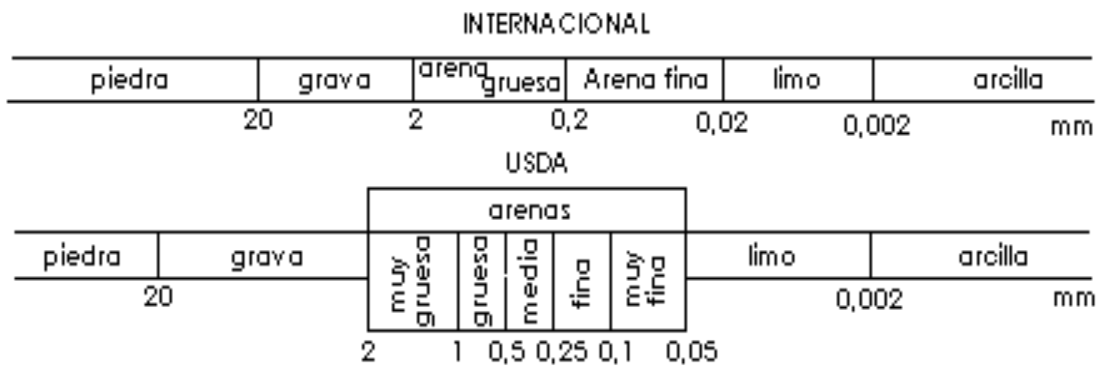 INTERNACIONAL
piedra grava arena gruesa Arena fina limo arcilla
20 2 0,2 0,02 0,002 mm
USDA
arenas
piedra grava muy gruesa gruesa media fina muy fina limo arcilla
20 0,002 mm
2 1 0,5 0,25 0,1 0,05